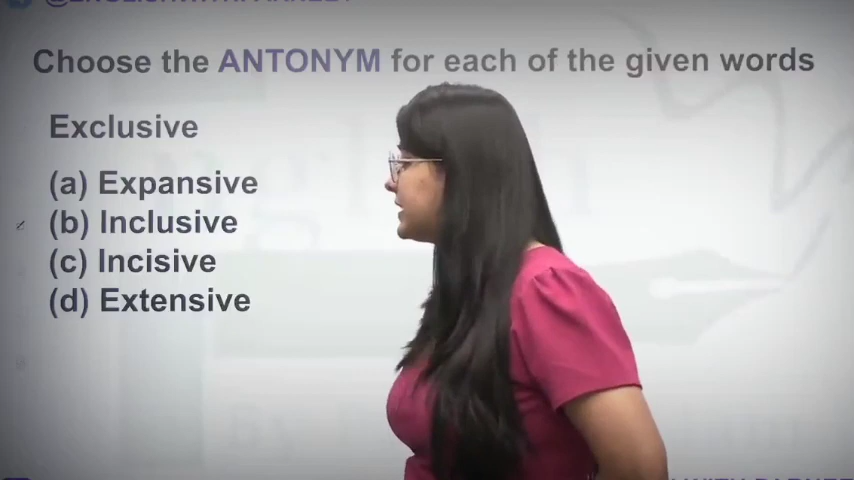 Choose the ANTONYM for each of the given words
Exclusive
(a) Expansive
(b) Inclusive
(c) Incisive
(d) Extensive